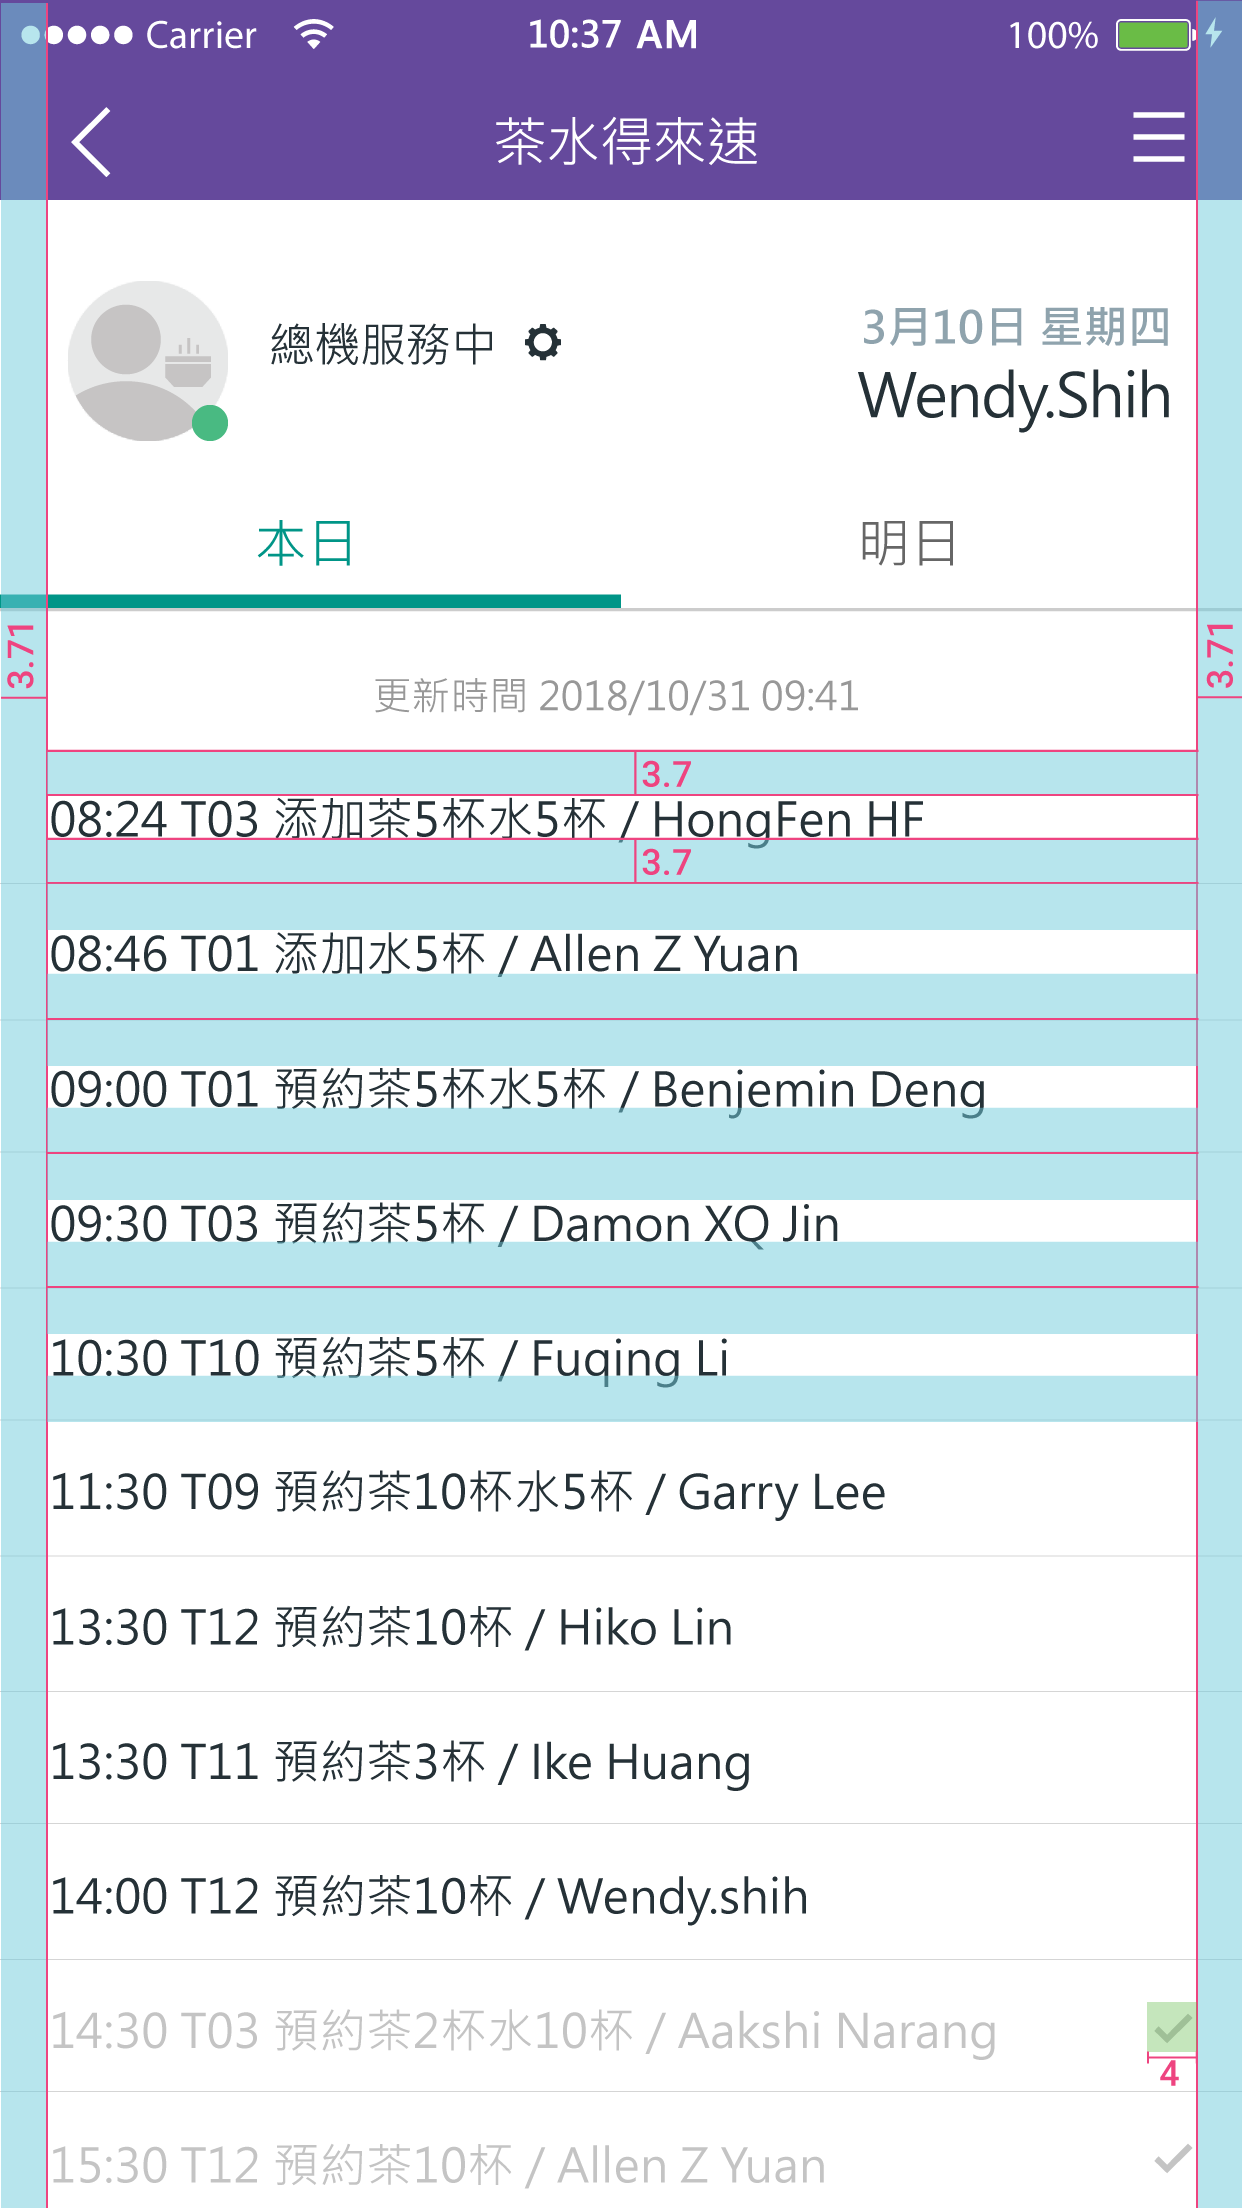 Carrier 10:37 AM 100%
茶水得來速
總機服務中
3月10日 星期四
Wendy.Shih
本日 明日
3.71 3.71
更新時間 2018/10/31 09:41
3.7
08:24 T03 添加茶5杯水5杯 / HongFen HF
3.7
08:46 T01 添加水5杯 / Allen Z Yuan
09:00 T01 預約茶5杯水5杯 / Benjemin Deng
09:30 T03 預約茶5杯 / Damon XQ Jin
10:30 T10 預約茶5杯 / Fuqing Li
11:30 T09 預約茶10杯水5杯 / Garry Lee
13:30 T12 預約茶10杯 / Hiko Lin
13:30 T11 預約茶3杯 / Ike Huang
14:00 T12 預約茶10杯 / Wendy.shih
14:30 T03 預約茶2杯水10杯 / Aakshi Narang
4
15:30 T12 預約茶10杯 / Allen Z Yuan